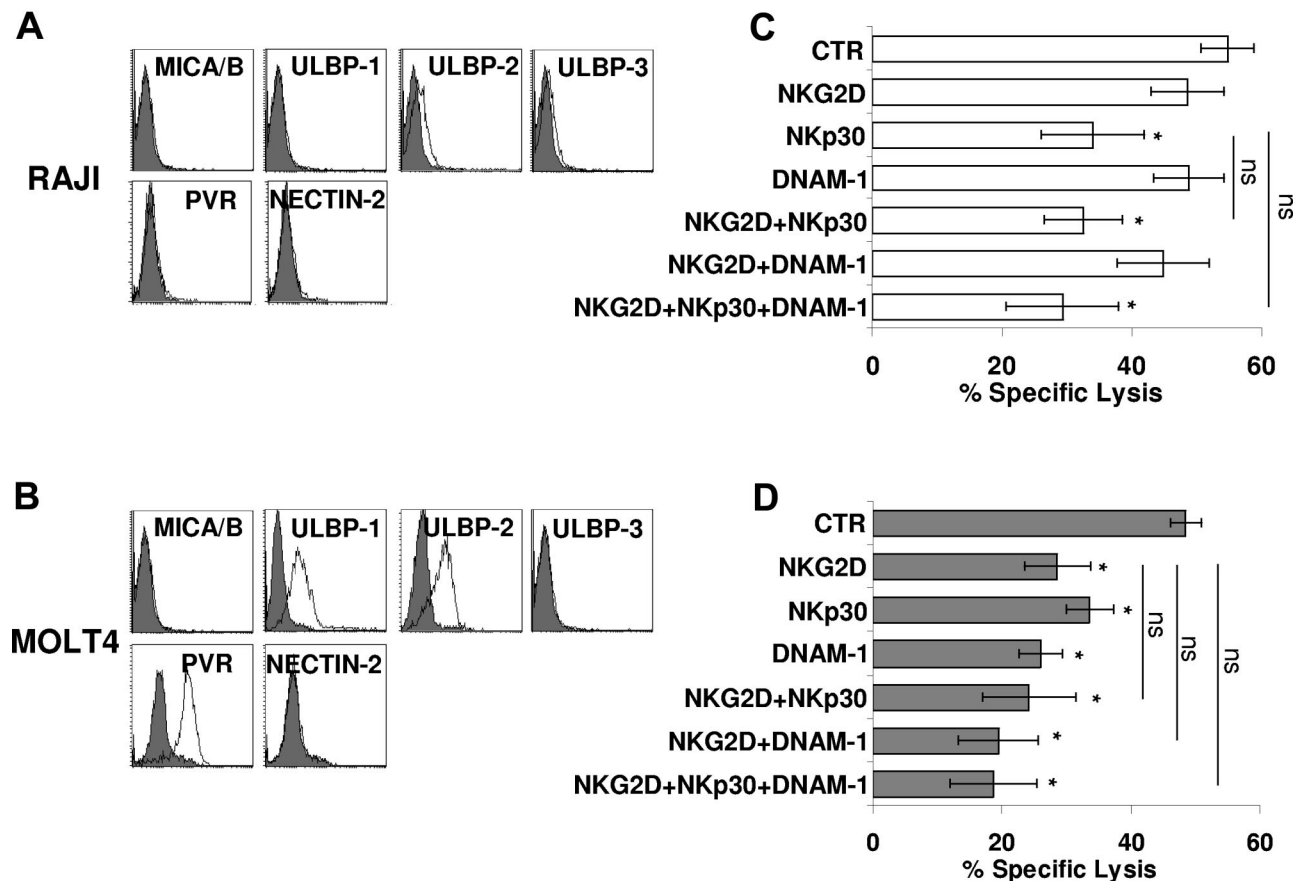 A
MICA/B ULBP-1 ULBP-2 ULBP-3
RAJI
PVR NECTIN-2
C
CTR
NKG2D
NKp30 *
DNAM-1
NKG2D+NKp30 *
NKG2D+DNAM-1
NKG2D+NKp30+DNAM-1 *
ns
ns
0 20 40 60
% Specific Lysis
B
MICA/B ULBP-1 ULBP-2 ULBP-3
MOLT4
PVR NECTIN-2
D
CTR
NKG2D *
NKp30 *
DNAM-1 *
NKG2D+NKp30 *
NKG2D+DNAM-1 *
NKG2D+NKp30+DNAM-1 *
ns
ns
ns
0 20 40 60
% Specific Lysis